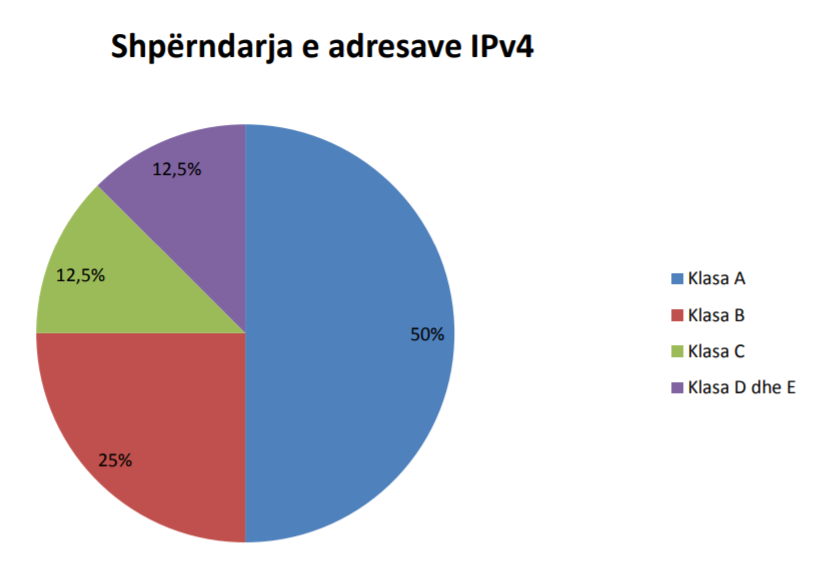 Shpërndarja e adresave IPv4
12,5%
12,5%
50%
25%
Klasa A
Klasa B
Klasa C
Klasa D dhe E